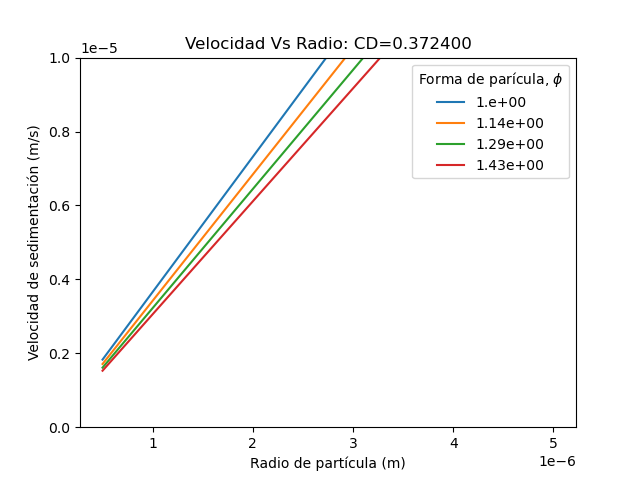 Velocidad Vs Radio: CD=0.372400
1e−5
1.0
0.8
0.6
0.4
0.2
0.0
Velocidad de sedimentación (m/s)
Forma de parícula, ϕ
1.e+00
1.14e+00
1.29e+00
1.43e+00
1 2 3 4 5
1e−6
Radio de partícula (m)